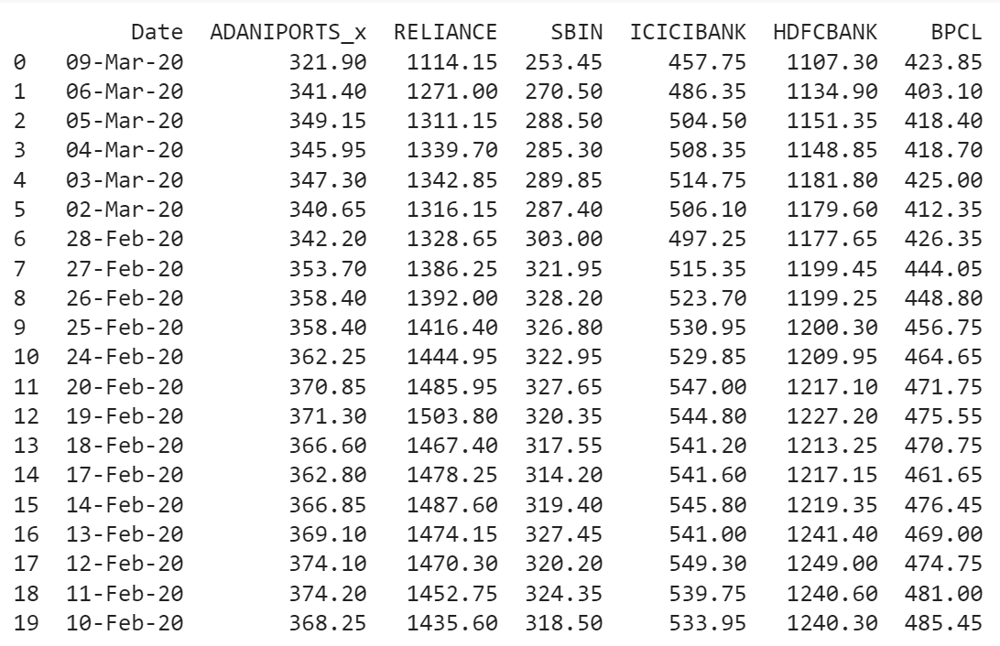 Date ADANIPORTS_x RELIANCE SBIN ICICIBANK HDFCBANK BPCL
0 09-Mar-20 321.90 1114.15 253.45 457.75 1107.30 423.85
1 06-Mar-20 341.40 1271.00 270.50 486.35 1134.90 403.10
2 05-Mar-20 349.15 1311.15 288.50 504.50 1151.35 418.40
3 04-Mar-20 345.95 1339.70 285.30 508.35 1148.85 418.70
4 03-Mar-20 347.30 1342.85 289.85 514.75 1181.80 425.00
5 02-Mar-20 340.65 1316.15 287.40 506.10 1179.60 412.35
6 28-Feb-20 342.20 1328.65 303.00 497.25 1177.65 426.35
7 27-Feb-20 353.70 1386.25 321.95 515.35 1199.45 444.05
8 26-Feb-20 358.40 1392.00 328.20 523.70 1199.25 448.80
9 25-Feb-20 358.40 1416.40 326.80 530.95 1200.30 456.75
10 24-Feb-20 362.25 1444.95 322.95 529.85 1209.95 464.65
11 20-Feb-20 370.85 1485.95 327.65 547.00 1217.10 471.75
12 19-Feb-20 371.30 1503.80 320.35 544.80 1227.20 475.55
13 18-Feb-20 366.60 1467.40 317.55 541.20 1213.25 470.75
14 17-Feb-20 362.80 1478.25 314.20 541.60 1217.15 461.65
15 14-Feb-20 366.85 1487.60 319.40 545.80 1219.35 476.45
16 13-Feb-20 369.10 1474.15 327.45 541.00 1241.40 469.00
17 12-Feb-20 374.10 1470.30 320.20 549.30 1249.00 474.75
18 11-Feb-20 374.20 1452.75 324.35 539.75 1240.60 481.00
19 10-Feb-20 368.25 1435.60 318.50 533.95 1240.30 485.45